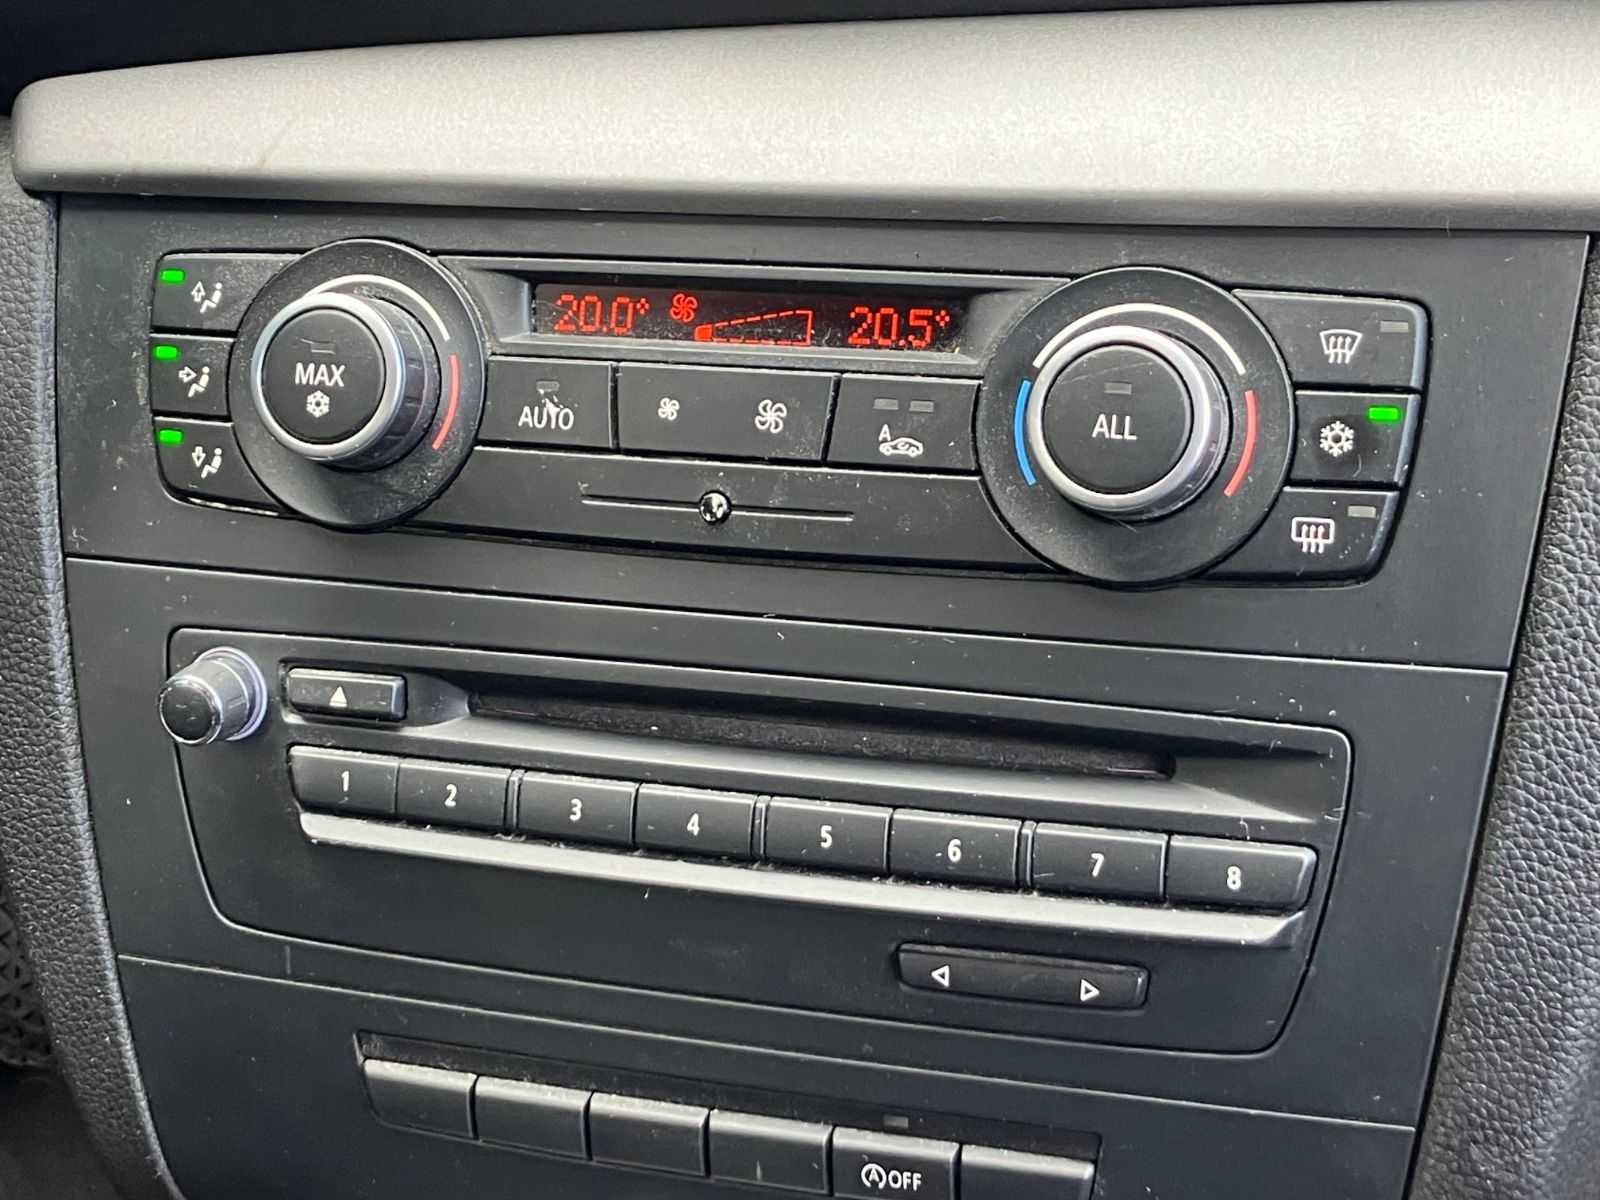 20.0° 20.5°
MAX
AUTO
A
ALL
1 2 3 4 5 6 7 8
A OFF